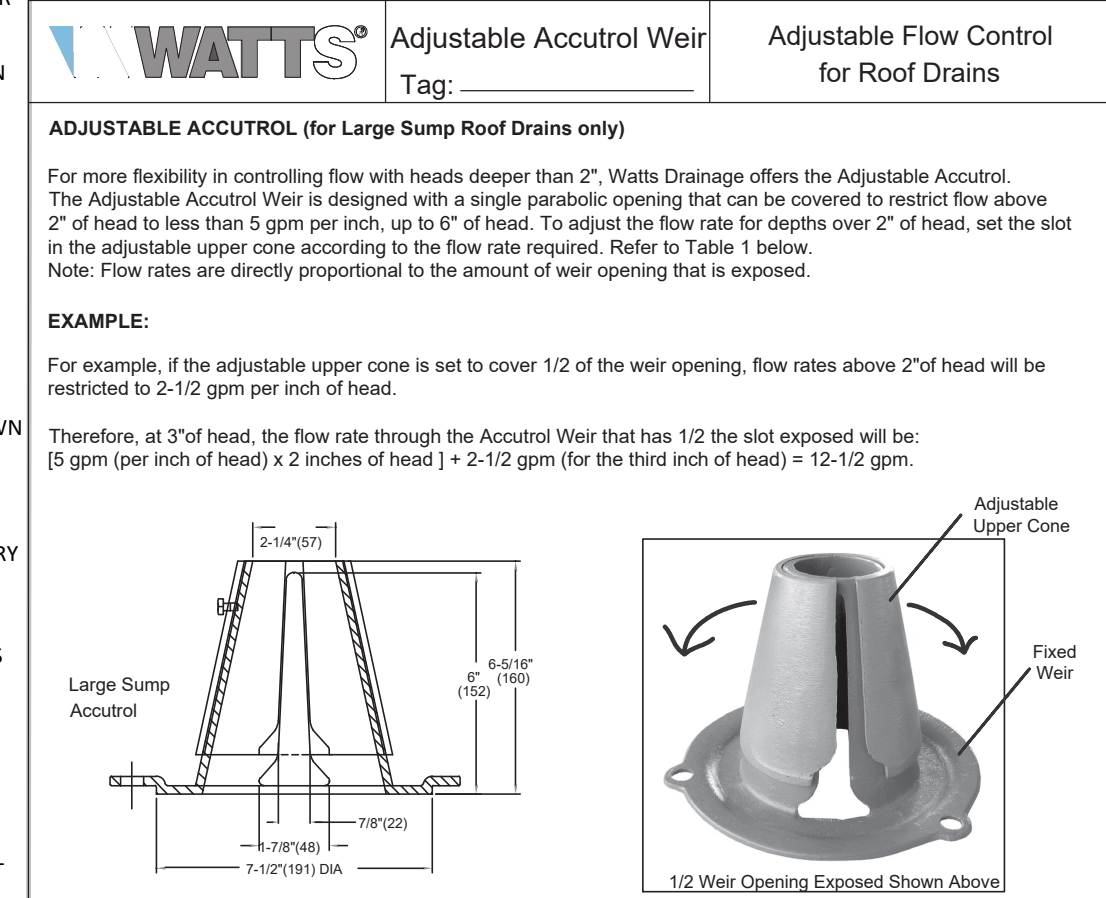 WATTS®
Adjustable Accutrol Weir
Tag:
Adjustable Flow Control
for Roof Drains
ADJUSTABLE ACCUTROL (for Large Sump Roof Drains only)
For more flexibility in controlling flow with heads deeper than 2", Watts Drainage offers the Adjustable Accutrol.
The Adjustable Accutrol Weir is designed with a single parabolic opening that can be covered to restrict flow above
2" of head to less than 5 gpm per inch, up to 6" of head. To adjust the flow rate for depths over 2" of head, set the slot
in the adjustable upper cone according to the flow rate required. Refer to Table 1 below.
Note: Flow rates are directly proportional to the amount of weir opening that is exposed.
EXAMPLE:
For example, if the adjustable upper cone is set to cover 1/2 of the weir opening, flow rates above 2"of head will be
restricted to 2-1/2 gpm per inch of head.
Therefore, at 3"of head, the flow rate through the Accutrol Weir that has 1/2 the slot exposed will be:
[5 gpm (per inch of head) x 2 inches of head ] + 2-1/2 gpm (for the third inch of head) = 12-1/2 gpm.
2-1/4"(57)
6"
(152)
6-5/16"
(160)
Large Sump
Accutrol
7/8"(22)
1-7/8"(48)
7-1/2"(191) DIA
Adjustable
Upper Cone
Fixed
Weir
1/2 Weir Opening Exposed Shown Above